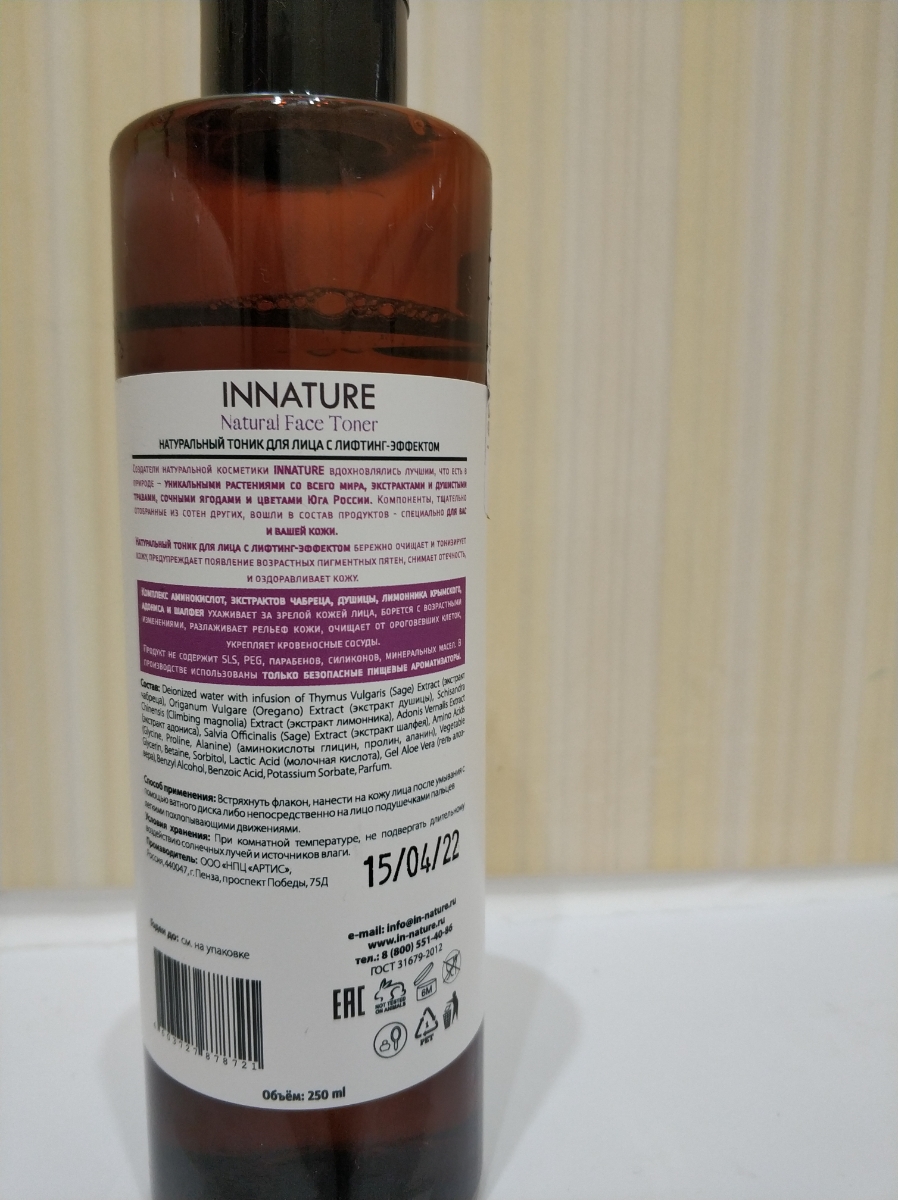 INNATURE
Natural Face Toner
НАТУРАЛЬНЫЙ ТОНИК ДЛЯ ЛИЦА С ЛИФТИНГ-ЭФФЕКТОМ
Создатели натуральной косметики INNATURE вдохновлялись лучшим, что есть в
природе – уникальными растениями со всего мира, экстрактами и душистыми
травами, сочными ягодами и цветами Юга России. Компоненты, тщательно
отобранные из сотен других, вошли в состав продуктов - специально для вас
и вашей кожи.
Натуральный тоник для лица с лифтинг-эффектом бережно очищает и тонизирует
кожу, предупреждает появление возрастных пигментных пятен, снимает отечность,
и оздоравливает кожу.
Комплекс аминокислот, экстрактов чабреца, душицы, лимонника крымского,
адониса и шалфея ухаживает за зрелой кожей лица, борется с возрастными
изменениями, разлаживает рельеф кожи, очищает от ороговевших клеток,
укрепляет кровеносные сосуды.
Продукт не содержит SLS, PEG, парабенов, силиконов, минеральных масел. В
производстве использованы только безопасные пищевые ароматизаторы.
Состав: Deionized water with infusion of Thymus Vulgaris (Sage) Extract (экстракт
чабреца), Origanum Vulgare (Oregano) Extract (экстракт душицы), Schisandra
Chinensis (Climbing magnolia) Extract (экстракт лимонника), Adonis Vernalis Extract
(экстракт адониса), Salvia Officinalis (Sage) Extract (экстракт шалфея), Amino Acids
(Glycine, Proline, Alanine) (аминокислоты глицин, пролин, аланин), Vegetable
Glycerin, Betaine, Sorbitol, Lactic Acid (молочная кислота), Gel Aloe Vera (гель алоэ-
вера), Benzyl Alcohol, Benzoic Acid, Potassium Sorbate, Parfum.
Способ применения: Встряхнуть флакон, нанести на кожу лица после умывания с
помощью ватного диска либо непосредственно на лицо подушечками пальцев
легкими похлопывающими движениями.
Условия хранения: При комнатной температуре, не подвергать длительному
воздействию солнечных лучей и источников влаги.
Производитель: ООО «НПЦ «АРТИС»,
Россия, 440047, г. Пенза, проспект Победы, 75Д
15/04/22
Годен до: см. на упаковке
e-mail: info@in-nature.ru
www.in-nature.ru
тел.: 8 (800) 551-40-86
ГОСТ 31679-2012
EAC
NOT TESTED
ON ANIMALS
6M
1
PET
Объём: 250 ml